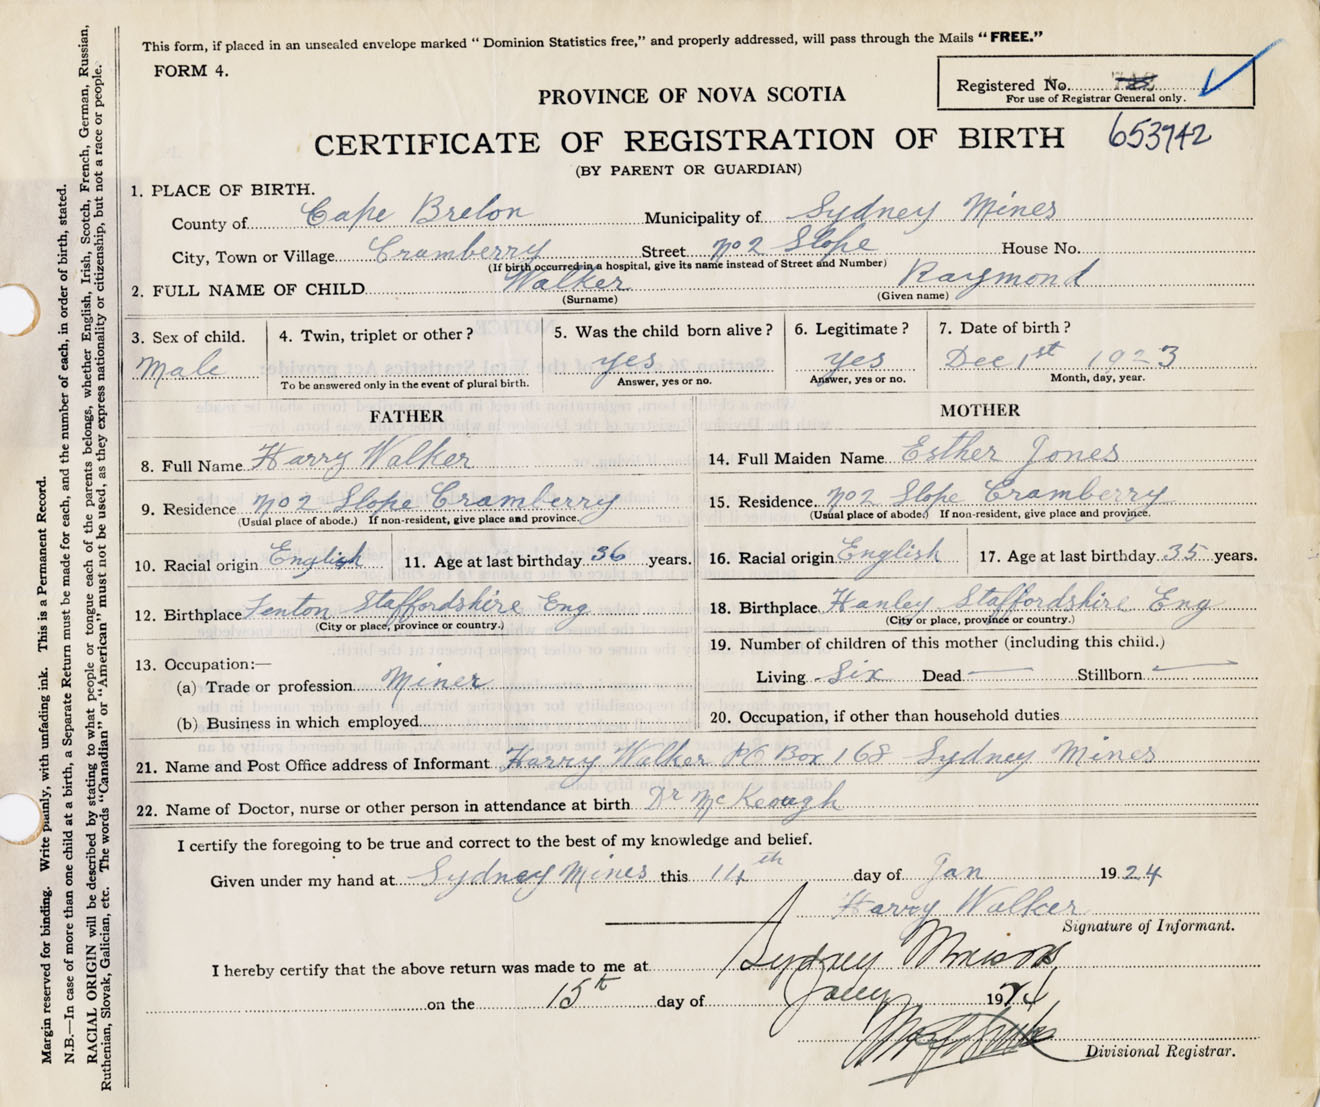 This form, if placed in an unsealed envelope marked "Dominion Statistics free," and properly addressed, will pass through the Mails "FREE."
FORM 4.
Registered No.
For use of Registrar General only.
PROVINCE OF NOVA SCOTIA
CERTIFICATE OF REGISTRATION OF BIRTH 653942
(BY PARENT OR GUARDIAN)
1. PLACE OF BIRTH.
County of Cape Breton Municipality of Sydney Mines
City, Town or Village Cramberry Street No 2 Slope House No.
(If birth occurred in a hospital, give its name instead of Street and Number)
2. FULL NAME OF CHILD Walker Raymond
(Surname) (Given name)
3. Sex of child. 4. Twin, triplet or other? 5. Was the child born alive? 6. Legitimate? 7. Date of birth?
Male yes yes Dec 1st 1923
To be answered only in the event of plural birth. Answer, yes or no. Answer, yes or no. Month, day, year.
FATHER MOTHER
8. Full Name Harry Walker 14. Full Maiden Name Esther Jones
9. Residence No 2 Slope Cramberry 15. Residence No 2 Slope Cramberry
(Usual place of abode.) If non-resident, give place and province. (Usual place of abode) If non-resident, give place and province.
10. Racial origin English 11. Age at last birthday 36 years. 16. Racial origin English 17. Age at last birthday 35 years.
12. Birthplace Fenton Staffordshire Eng 18. Birthplace Hanley Staffordshire Eng
(City or place, province or country.) (City or place, province or country.)
13. Occupation:— 19. Number of children of this mother (including this child.)
(a) Trade or profession Miner Living Six Dead — Stillborn —
(b) Business in which employed 20. Occupation, if other than household duties
21. Name and Post Office address of Informant Harry Walker PO Box 168 Sydney Mines
22. Name of Doctor, nurse or other person in attendance at birth Dr McKeough
I certify the foregoing to be true and correct to the best of my knowledge and belief.
Given under my hand at Sydney Mines this 14th day of Jan 1924
Harry Walker
Signature of Informant.
I hereby certify that the above return was made to me at Sydney Mines
on the 15th day of Jany 1924
Divisional Registrar.
Margin reserved for binding. Write plainly, with unfading ink. This is a Permanent Record.
N.B.—In case of more than one child at a birth, a Separate Return must be made for each, and the number of each, in order of birth, stated.
RACIAL ORIGIN will be described by stating to what people or tongue each of the parents belongs, whether English, Irish, Scotch, French, German, Russian,
Ruthenian, Slovak, Galician, etc. The words "Canadian" or "American" must not be used, as they express nationality or citizenship, but not a race or people.